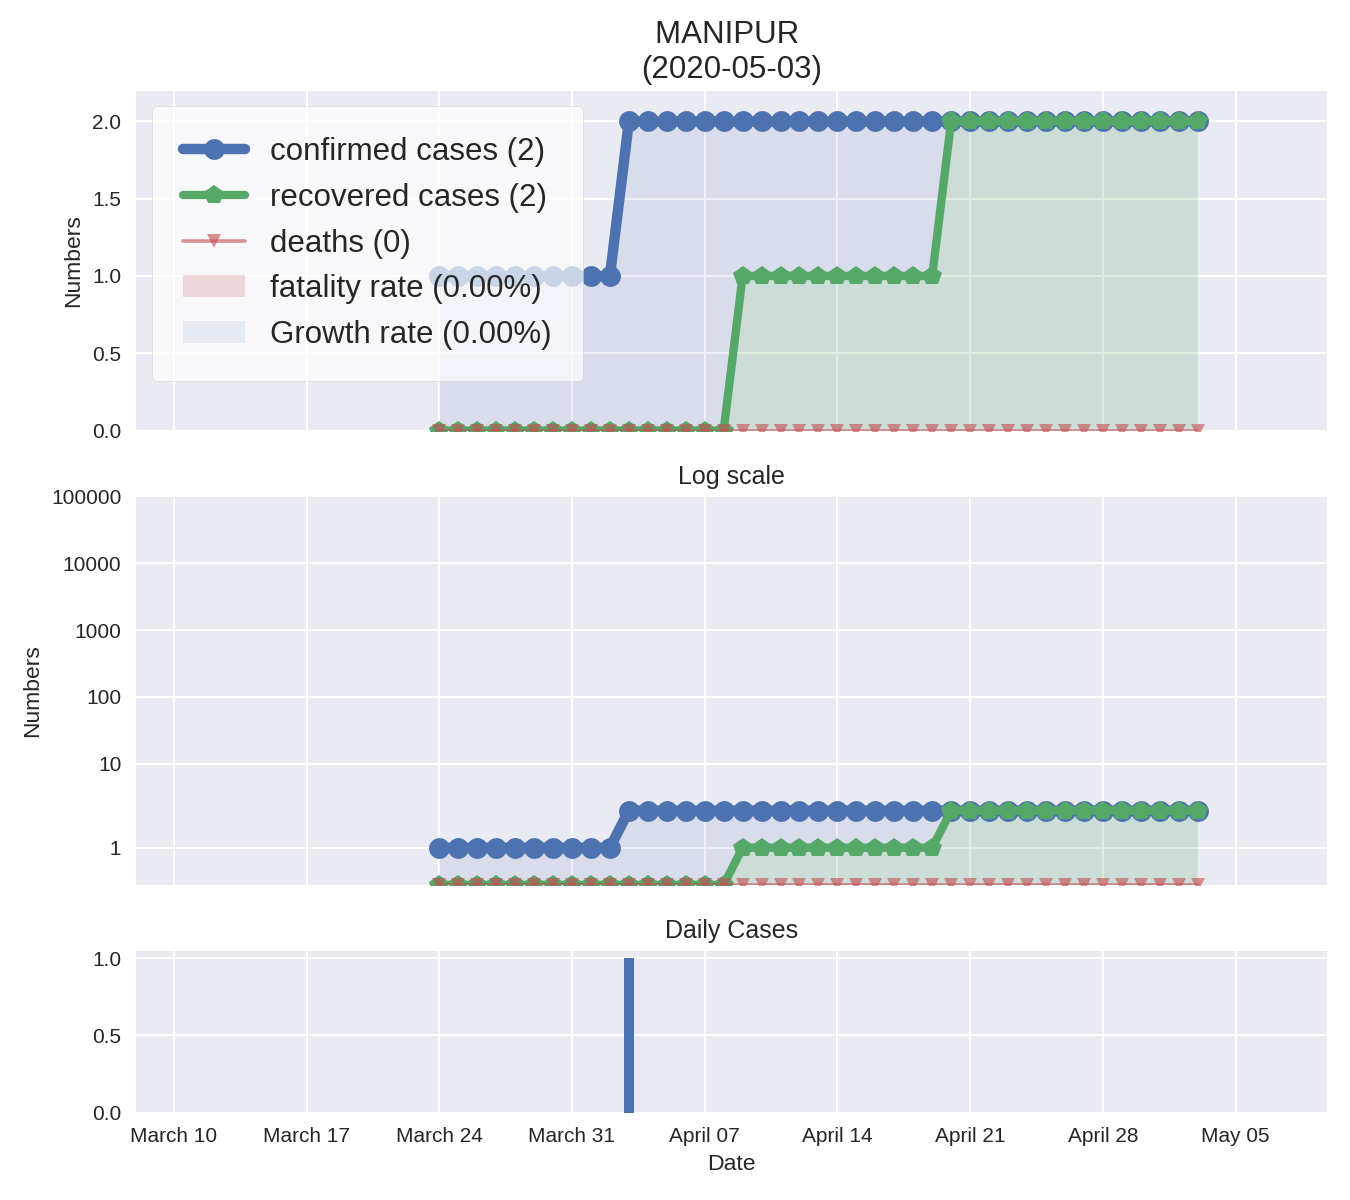 MANIPUR
(2020-05-03)
2.0
1.5
1.0
0.5
0.0
Numbers
confirmed cases (2)
recovered cases (2)
deaths (0)
fatality rate (0.00%)
Growth rate (0.00%)
Log scale
100000
10000
1000
100
10
1
Numbers
Daily Cases
1.0
0.5
0.0
March 10 March 17 March 24 March 31 April 07 April 14 April 21 April 28 May 05
Date